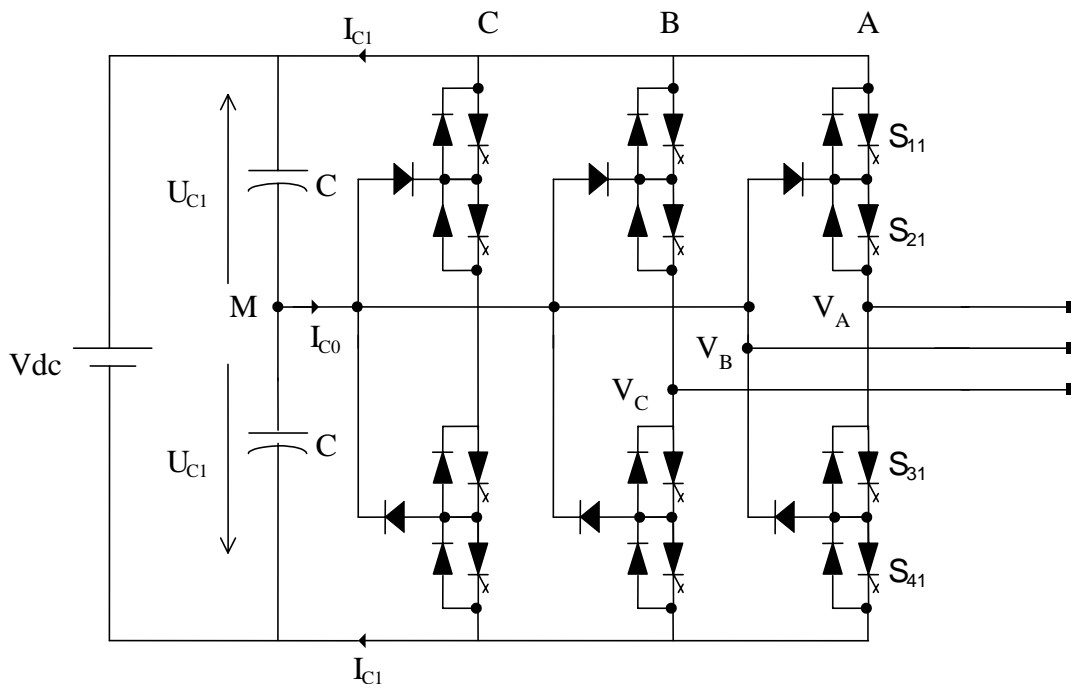 I_C1
C
B
A
S_11
U_C1
C
S_21
M
I_C0
V_A
V_B
Vdc
V_C
U_C1
C
S_31
S_41
I_C1